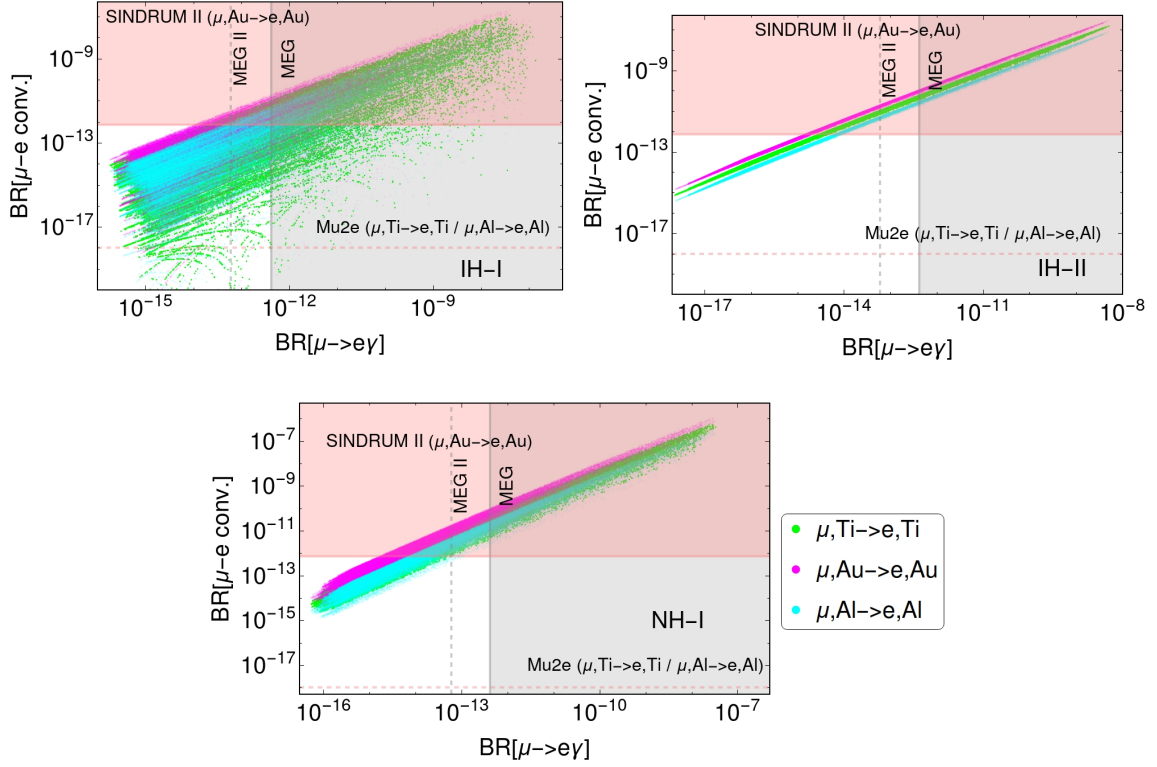 SINDRUM II (μ,Au->e,Au)
MEG II
MEG
10⁻⁹
10⁻¹³
10⁻¹⁷
BR[μ−e conv.]
Mu2e (μ,Ti->e,Ti / μ,Al->e,Al)
IH−I
10⁻¹⁵
10⁻¹²
10⁻⁹
BR[μ->eγ]
SINDRUM II (μ,Au->e,Au)
MEG II
MEG
10⁻⁹
10⁻¹³
10⁻¹⁷
BR[μ−e conv.]
Mu2e (μ,Ti->e,Ti / μ,Al->e,Al)
IH−II
10⁻¹⁷
10⁻¹⁴
10⁻¹¹
10⁻⁸
BR[μ->eγ]
SINDRUM II (μ,Au->e,Au)
MEG II
MEG
10⁻⁷
10⁻⁹
10⁻¹¹
10⁻¹³
10⁻¹⁵
10⁻¹⁷
BR[μ−e conv.]
NH−I
Mu2e (μ,Ti->e,Ti / μ,Al->e,Al)
10⁻¹⁶
10⁻¹³
10⁻¹⁰
10⁻⁷
BR[μ->eγ]
μ,Ti->e,Ti
μ,Au->e,Au
μ,Al->e,Al